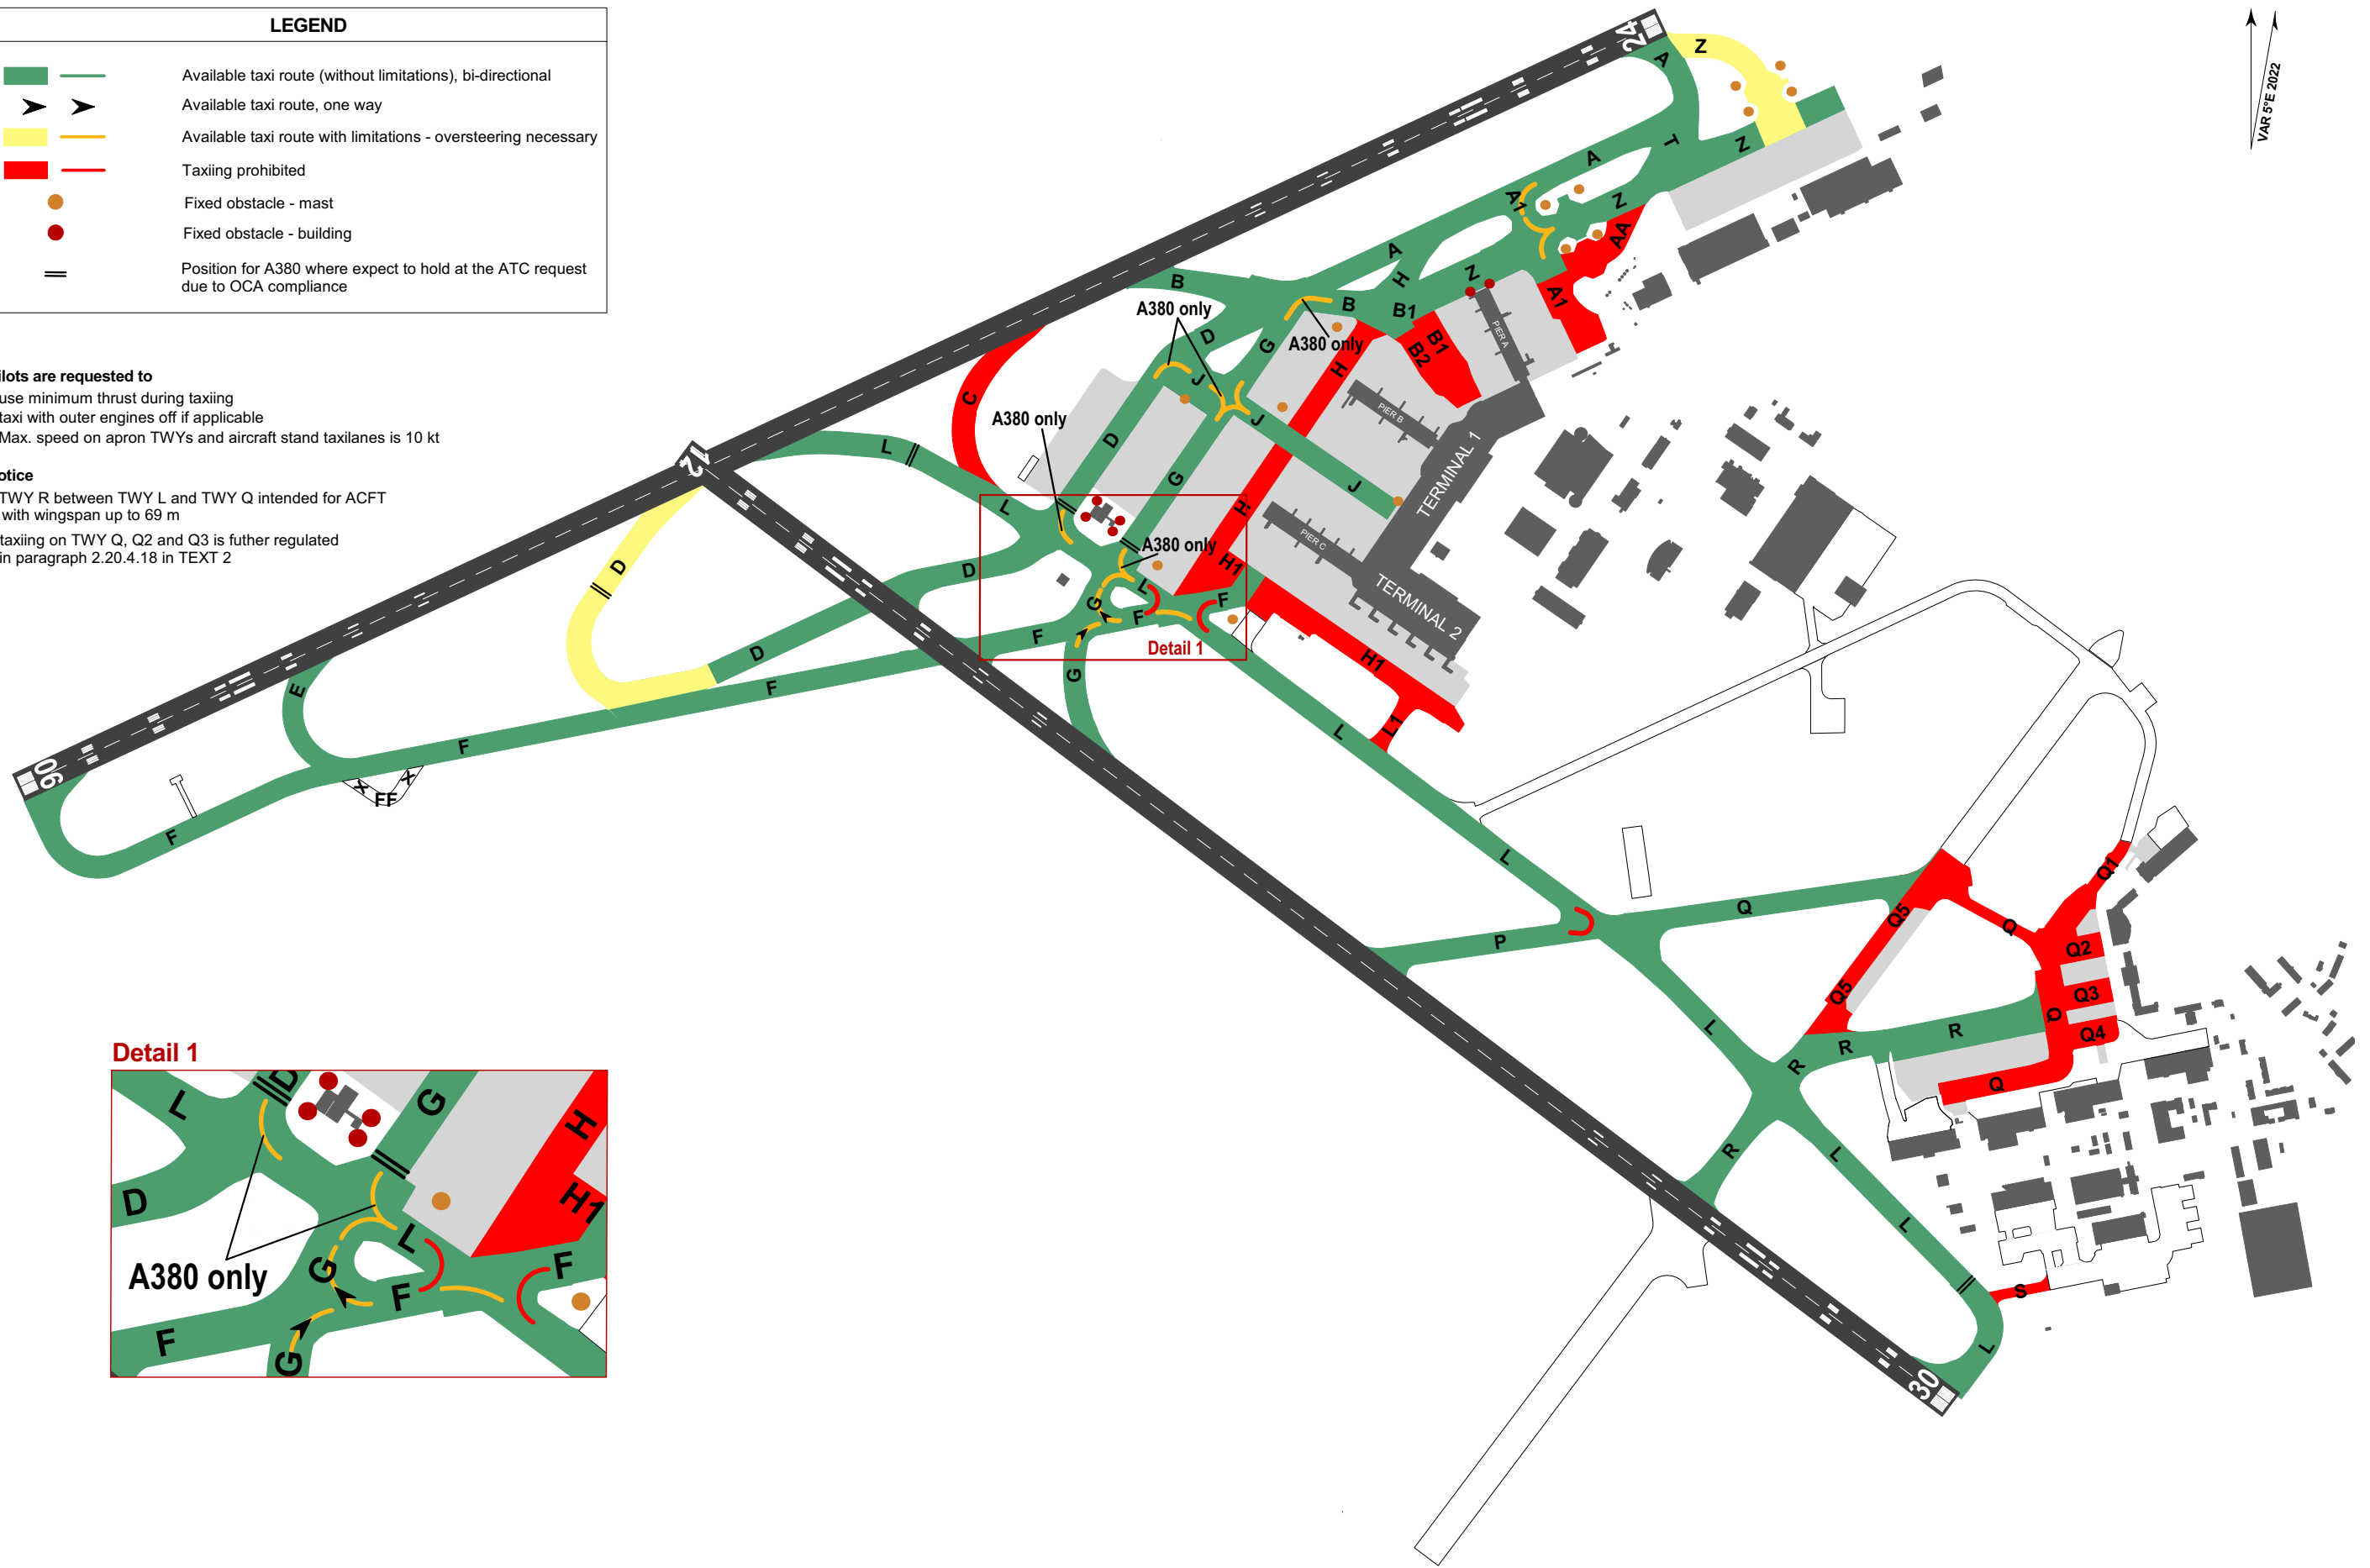 LEGEND
Available taxi route (without limitations), bi-directional
Available taxi route, one way
Available taxi route with limitations - oversteering necessary
Taxiing prohibited
Fixed obstacle - mast
Fixed obstacle - building
Position for A380 where expect to hold at the ATC request
due to OCA compliance
ilots are requested to
use minimum thrust during taxiing
taxi with outer engines off if applicable
Max. speed on apron TWYs and aircraft stand taxilanes is 10 kt
otice
TWY R between TWY L and TWY Q intended for ACFT
with wingspan up to 69 m
taxiing on TWY Q, Q2 and Q3 is futher regulated
in paragraph 2.20.4.18 in TEXT 2
VAR 5°E 2022
24
A
Z
T
Z
A
A1
Z
AA
A
H
Z
A1
B
B
B1
A380 only
D
G
A380 only
B1
B2
PIER A
H
J
C
A380 only
J
PIER B
D
L
G
J
TERMINAL 1
12
H
L
PIER C
A380 only
H1
D
D
L
G
F
F
TERMINAL 2
F
Detail 1
D
G
H1
F
E
L
L1
F
06
X
X
FF
F
L
Q1
Q
Q5
Q
P
Q2
Q5
Q3
Q
L
R
R
Q4
R
Q
R
L
L
S
L
30
Detail 1
D
L
G
H
D
H1
L
A380 only
G
F
F
F
G